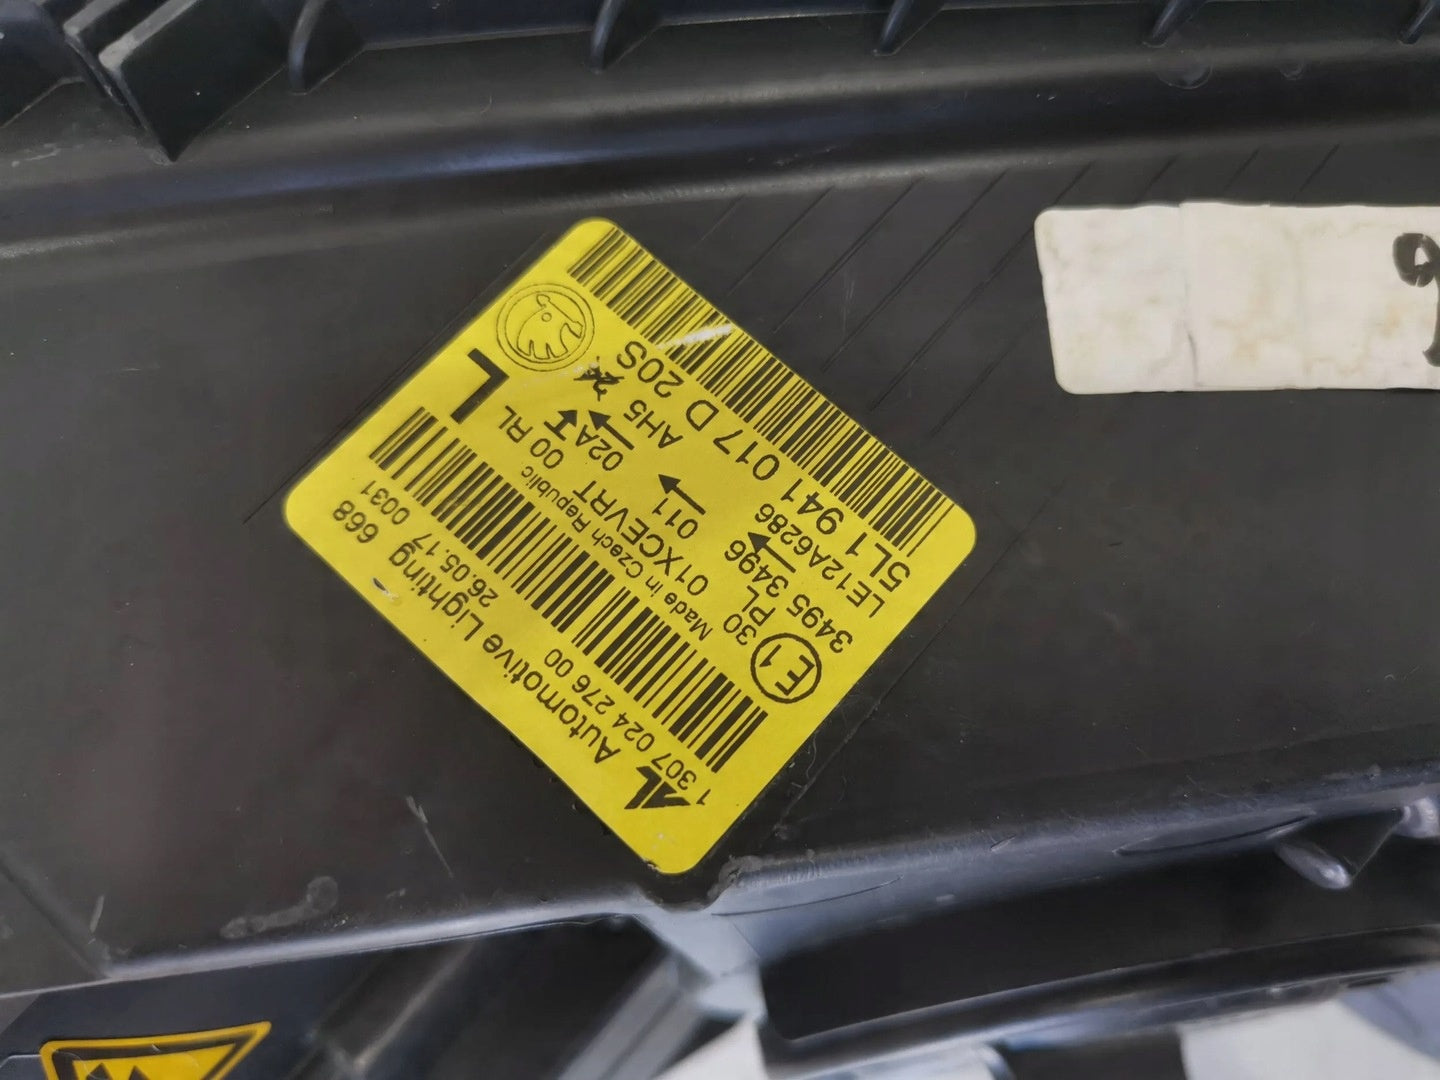 AL Automotive Lighting 668
1 307 024 276 00 26.05.17 0031
Made in Czech Republic
L
E1 30 01XCEVRT 00 RL
PL 011 02A
3495 3496 AH5
LE12A6286
5L1 941 017 D 20S